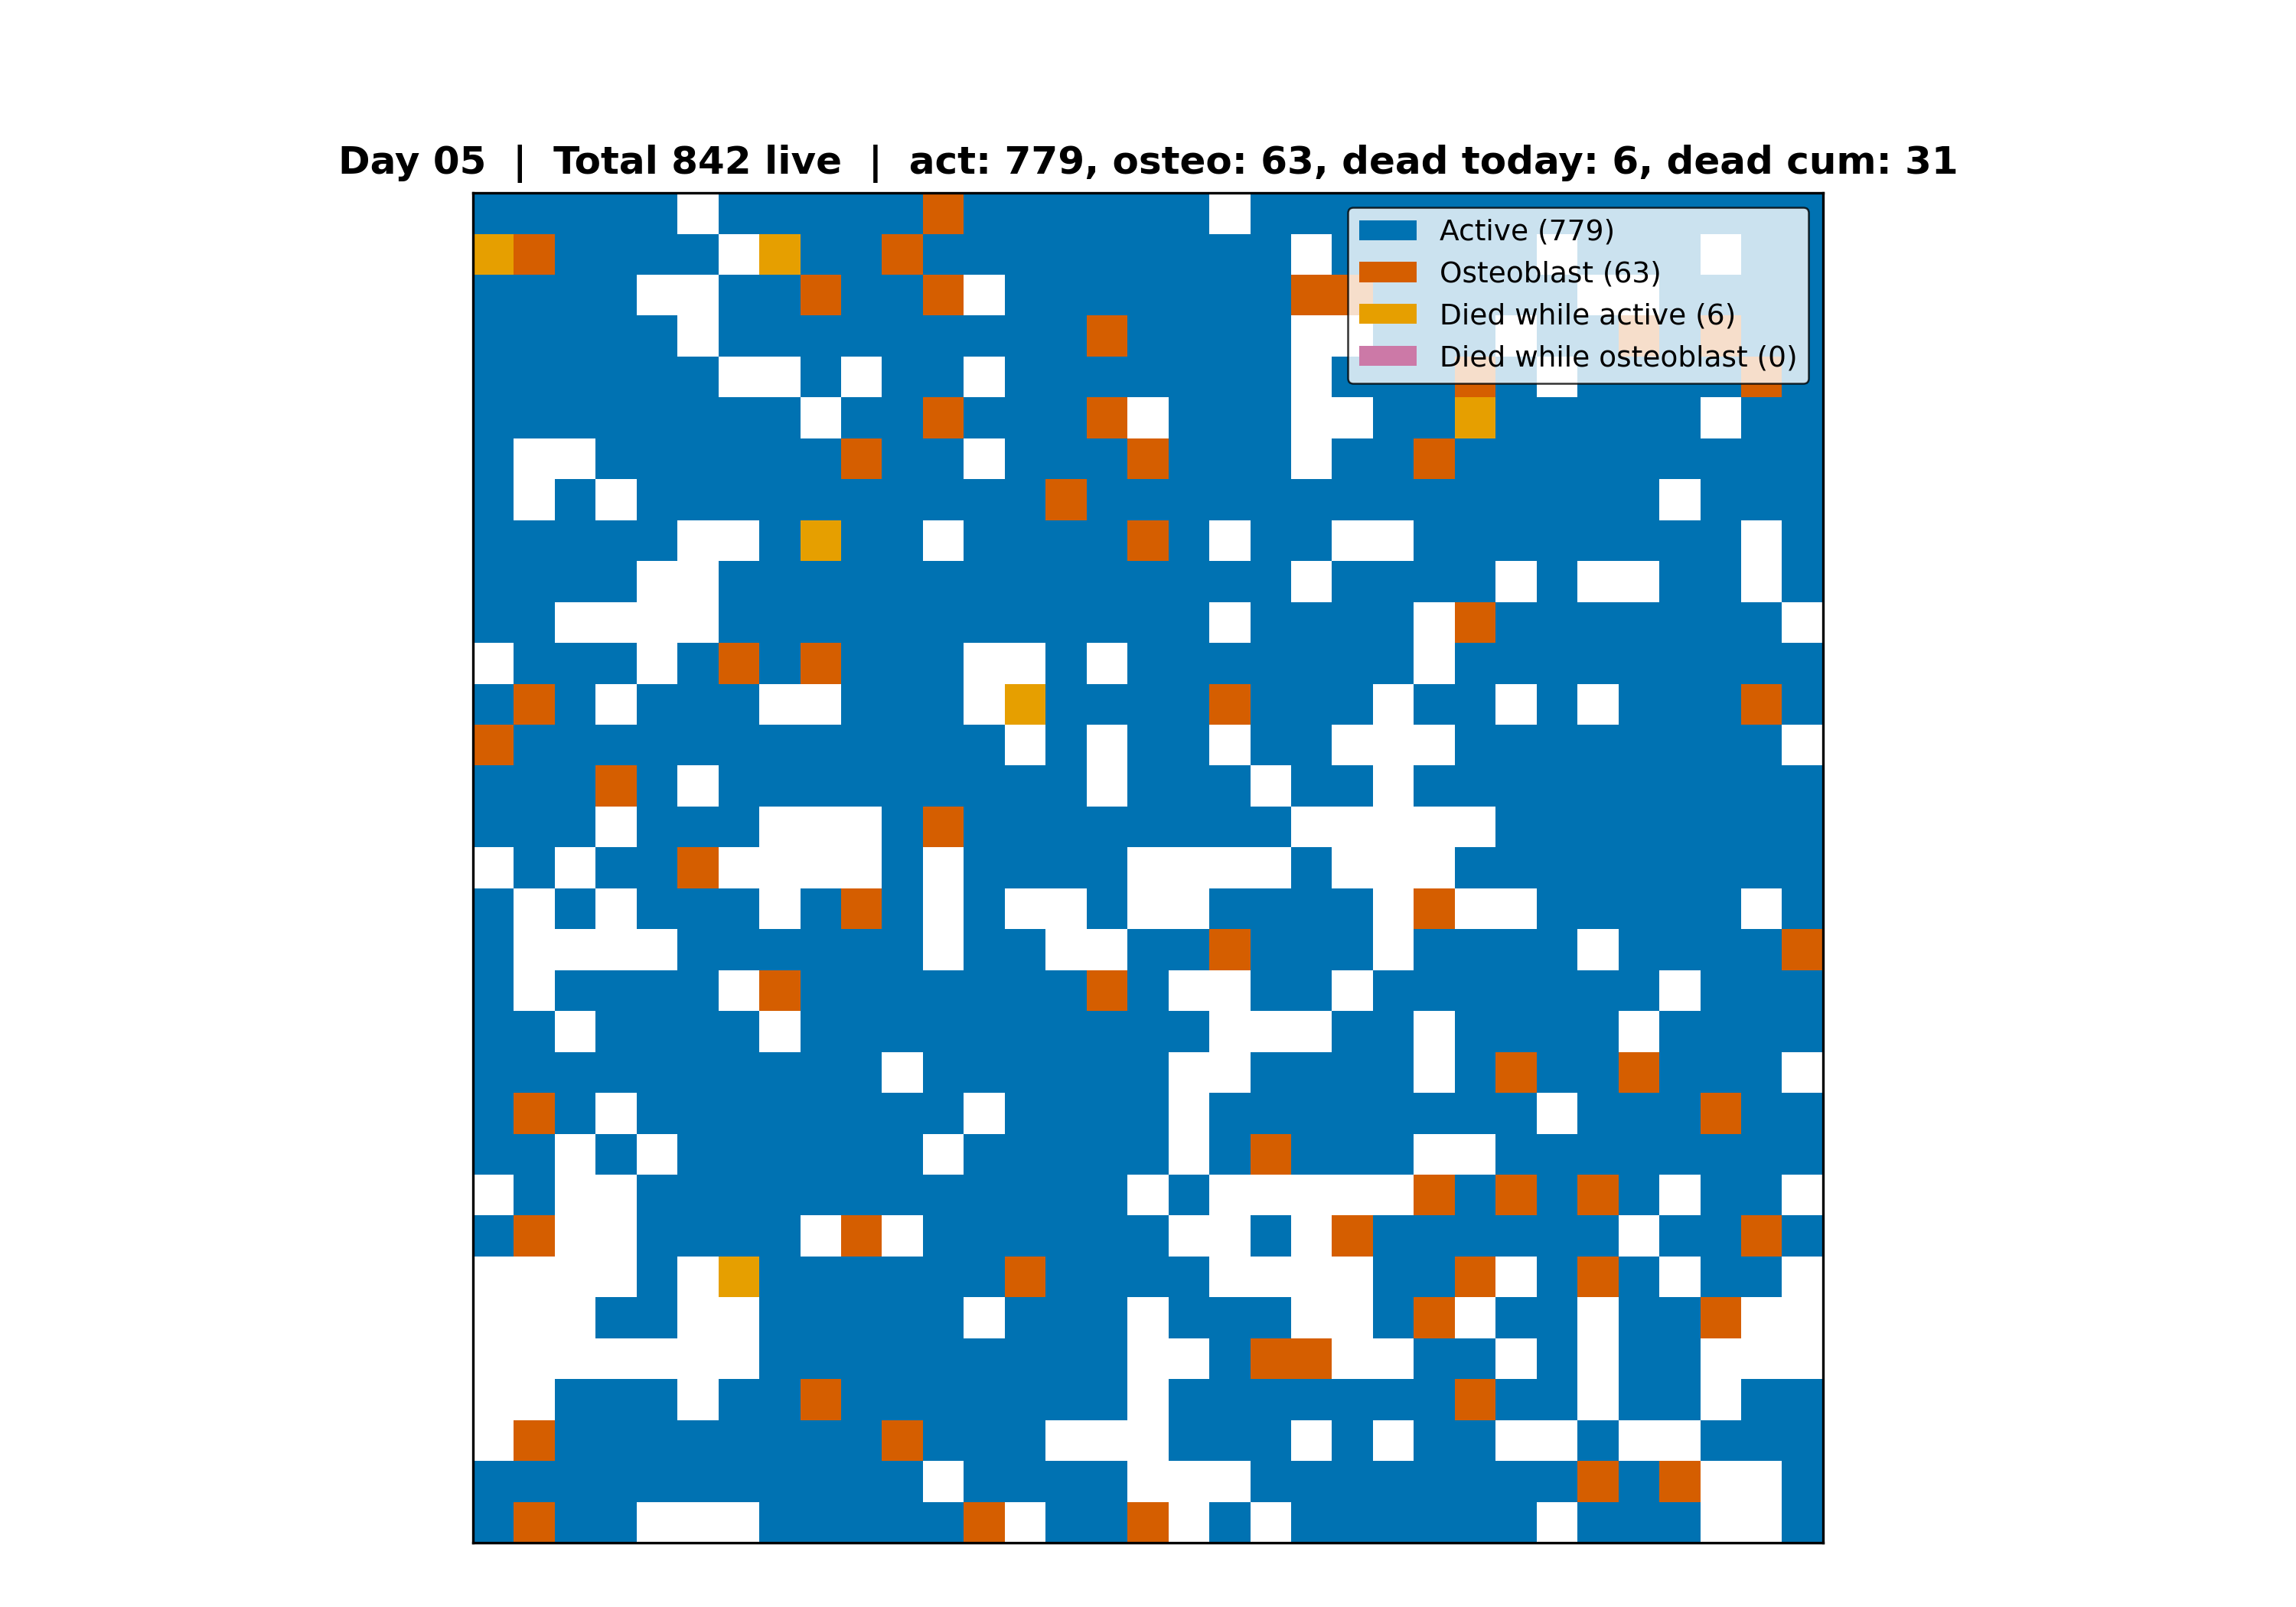 Day 05 | Total 842 live | act: 779, osteo: 63, dead today: 6, dead cum: 31
Active (779)
Osteoblast (63)
Died while active (6)
Died while osteoblast (0)